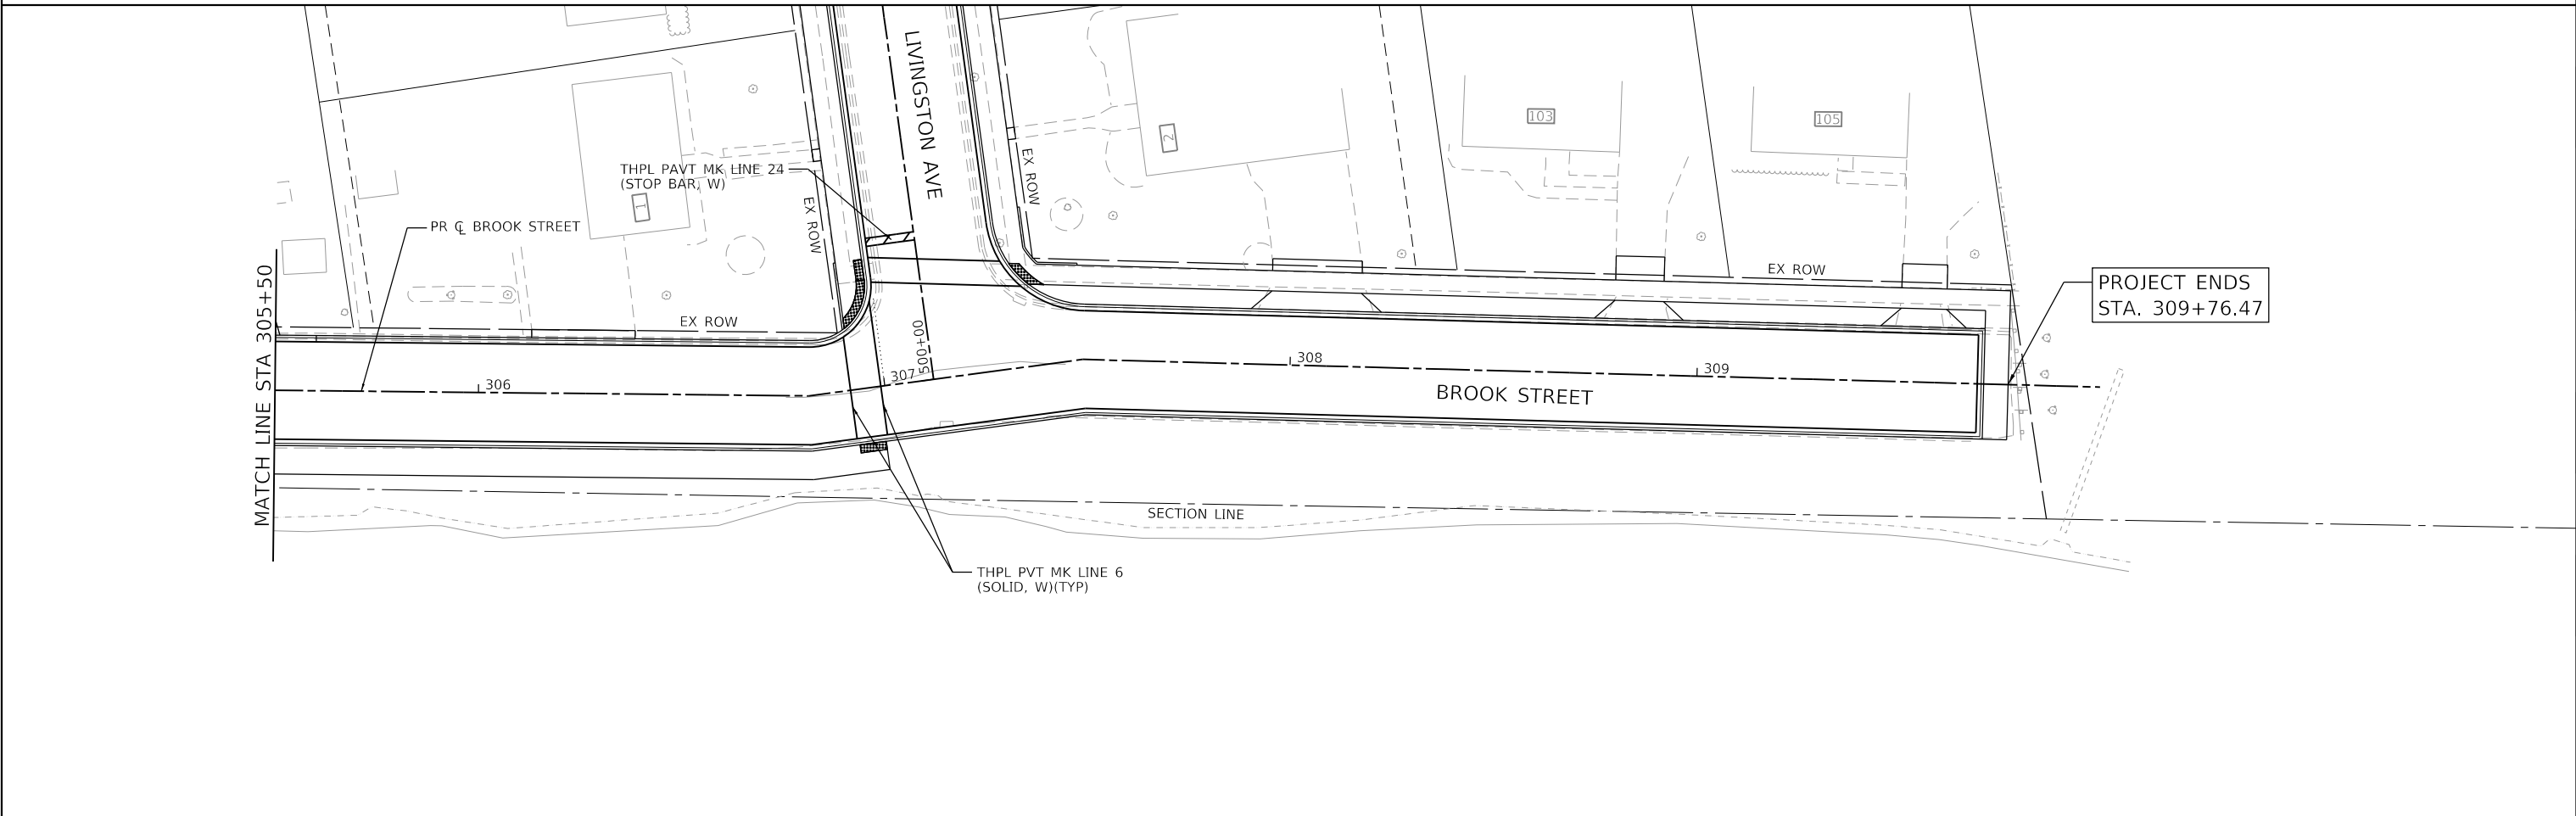 LIVINGSTON AVE
103
105
2
THPL PAVT MK LINE 24
(STOP BAR, W)
EX ROW
1
EX ROW
PR ℄ BROOK STREET
EX ROW
EX ROW
PROJECT ENDS
STA. 309+76.47
MATCH LINE STA 305+50
306
307
500+00
308
309
BROOK STREET
SECTION LINE
THPL PVT MK LINE 6
(SOLID, W)(TYP)